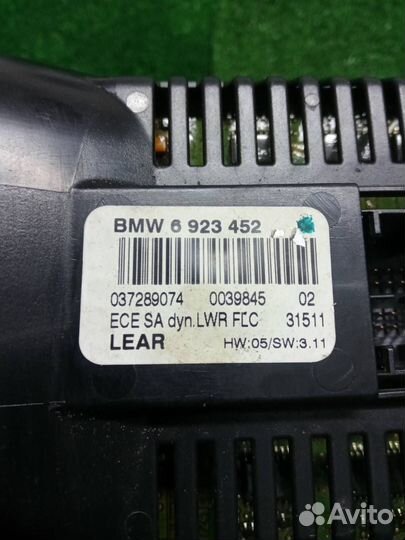 BMW 6 923 452
037289074 0039845 02
ECE SA dyn.LWR FLC 31511
LEAR HW:05/SW:3.11
Avito